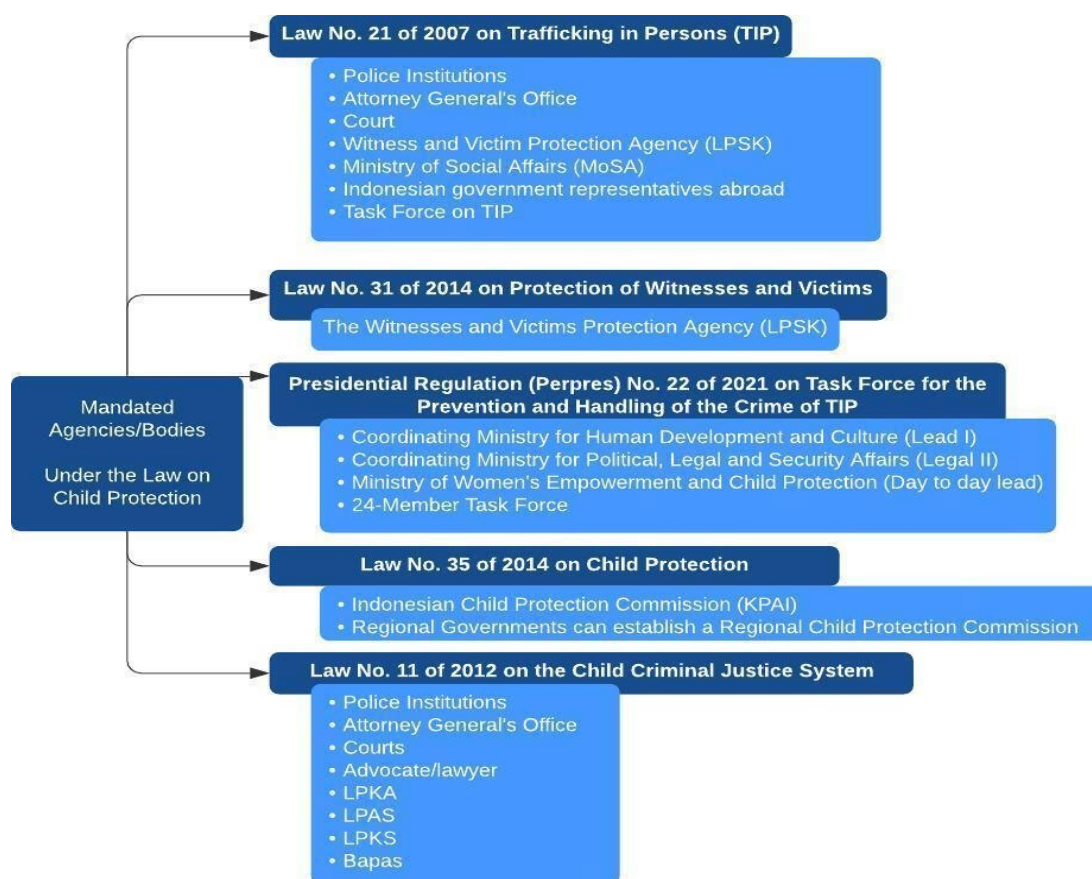 Law No. 21 of 2007 on Trafficking in Persons (TIP)
• Police Institutions
• Attorney General's Office
• Court
• Witness and Victim Protection Agency (LPSK)
• Ministry of Social Affairs (MoSA)
• Indonesian government representatives abroad
• Task Force on TIP
Law No. 31 of 2014 on Protection of Witnesses and Victims
The Witnesses and Victims Protection Agency (LPSK)
Mandated
Agencies/Bodies
Under the Law on
Child Protection
Presidential Regulation (Perpres) No. 22 of 2021 on Task Force for the
Prevention and Handling of the Crime of TIP
• Coordinating Ministry for Human Development and Culture (Lead I)
• Coordinating Ministry for Political, Legal and Security Affairs (Legal II)
• Ministry of Women's Empowerment and Child Protection (Day to day lead)
• 24-Member Task Force
Law No. 35 of 2014 on Child Protection
• Indonesian Child Protection Commission (KPAI)
• Regional Governments can establish a Regional Child Protection Commission
Law No. 11 of 2012 on the Child Criminal Justice System
• Police Institutions
• Attorney General's Office
• Courts
• Advocate/lawyer
• LPKA
• LPAS
• LPKS
• Bapas